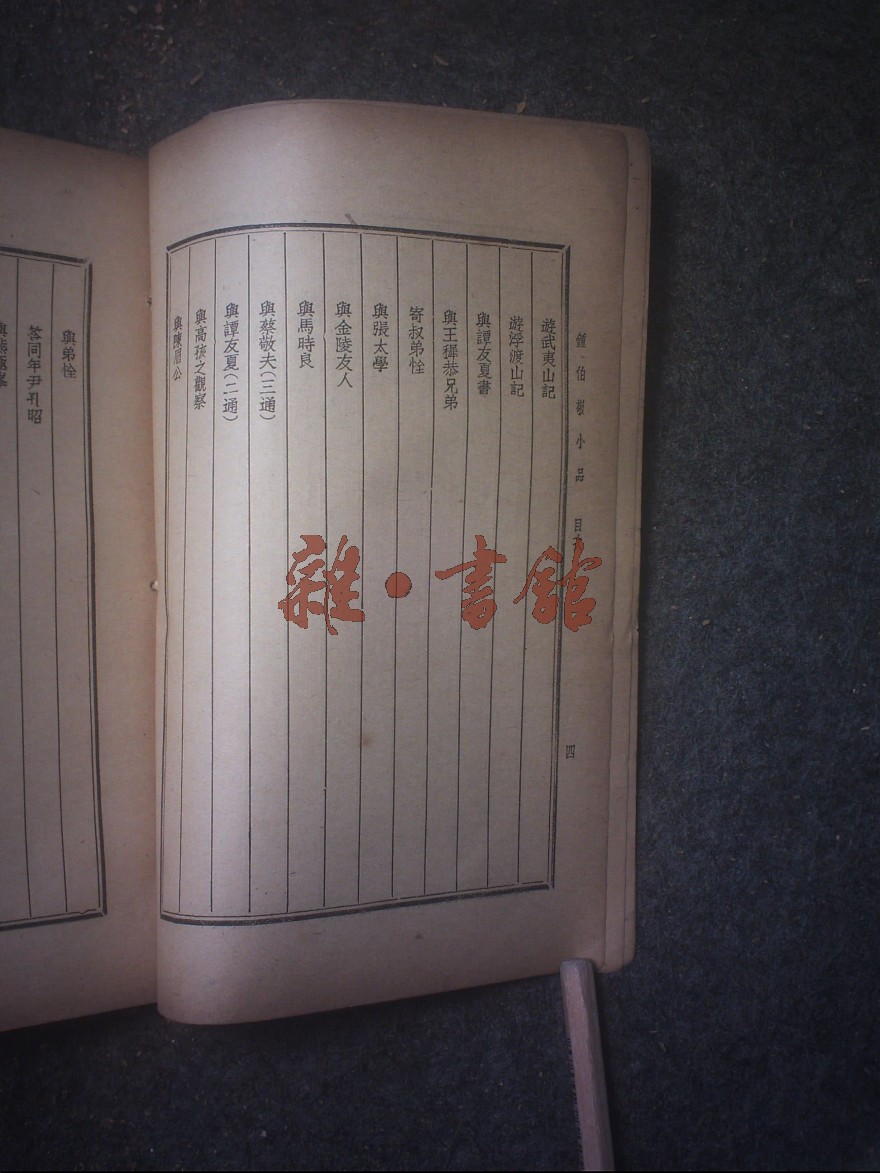 鍾伯敬小品 目
四
遊武夷山記
遊浮渡山記
與譚友夏書
與王穉恭兄弟
寄叔弟恮
與張太學
與金陵友人
與馬時良
與蔡敬夫(三通)
與譚友夏(二通)
與高孩之觀察
與陳眉公
與弟恮
答同年尹孔昭
雜·書館